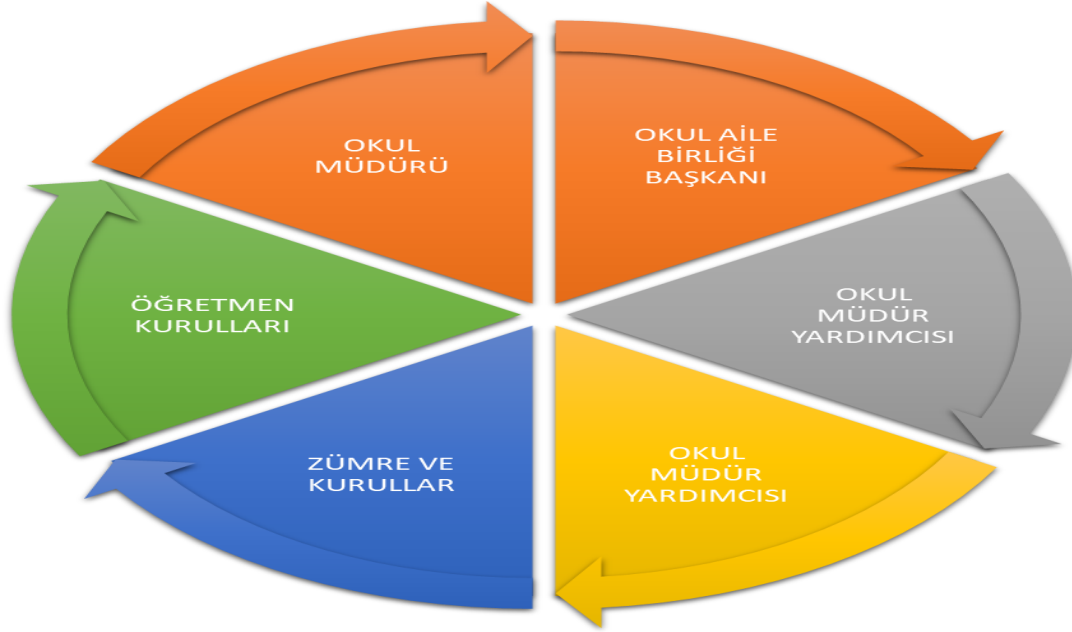 OKUL
MÜDÜRÜ
OKUL AİLE
BİRLİĞİ
BAŞKANI
ÖĞRETMEN
KURULLARI
OKUL
MÜDÜR
YARDIMCISI
ZÜMRE VE
KURULLAR
OKUL
MÜDÜR
YARDIMCISI